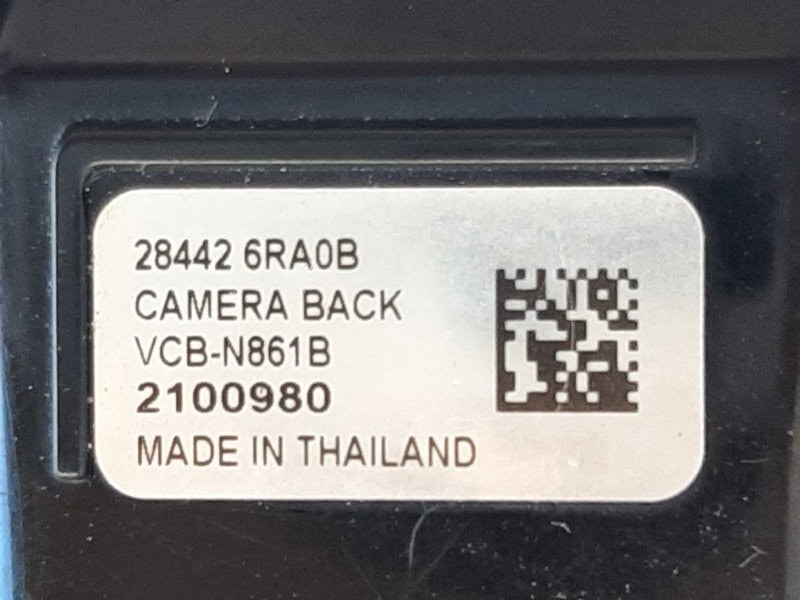 28442 6RA0B
CAMERA BACK
VCB-N861B
2100980
MADE IN THAILAND